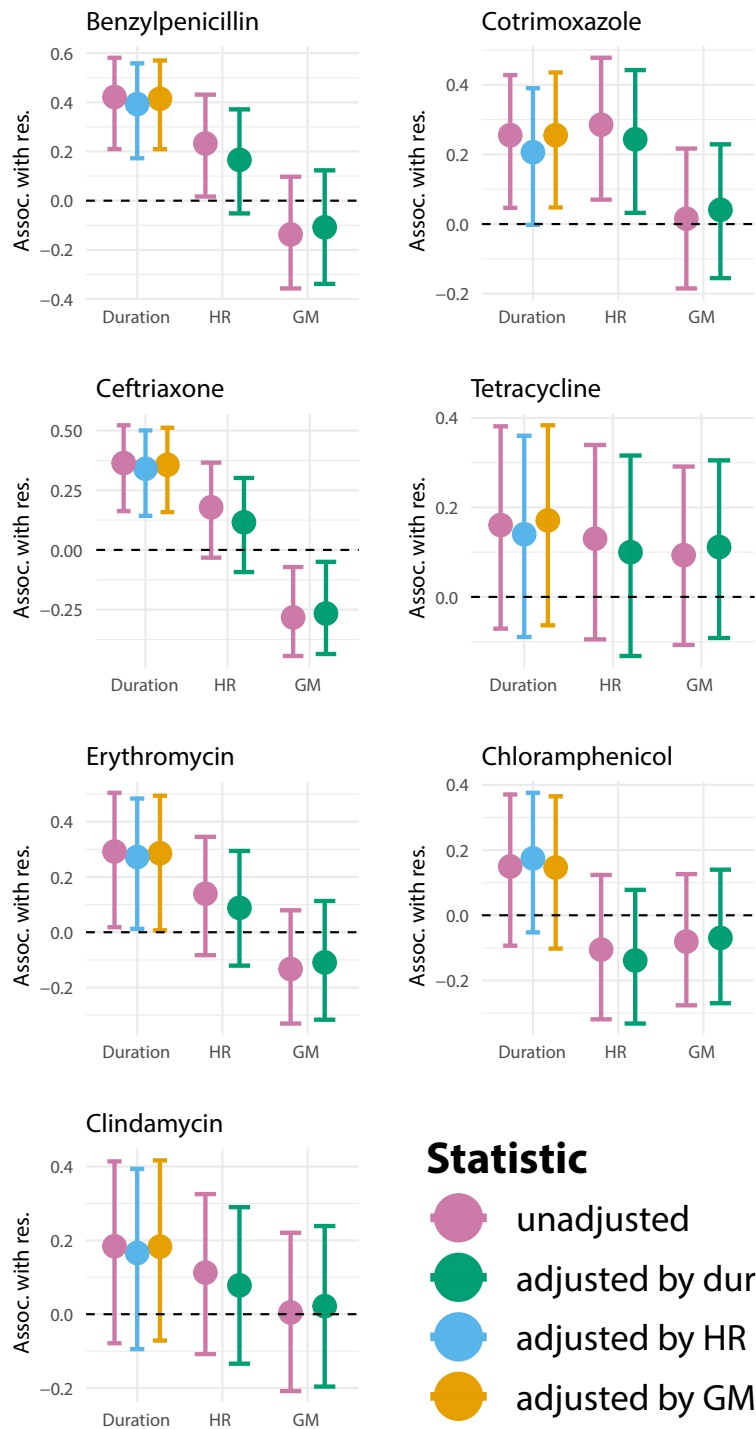 Benzylpenicillin
Assoc. with res.
0.6
0.4
0.2
0.0
−0.2
−0.4
Duration HR GM
Cotrimoxazole
Assoc. with res.
0.4
0.2
0.0
−0.2
Duration HR GM
Ceftriaxone
Assoc. with res.
0.50
0.25
0.00
−0.25
Duration HR GM
Tetracycline
Assoc. with res.
0.4
0.2
0.0
Duration HR GM
Erythromycin
Assoc. with res.
0.4
0.2
0.0
−0.2
Duration HR GM
Chloramphenicol
Assoc. with res.
0.4
0.2
0.0
−0.2
Duration HR GM
Clindamycin
Assoc. with res.
0.4
0.2
0.0
−0.2
Duration HR GM
Statistic
unadjusted
adjusted by dur
adjusted by HR
adjusted by GM